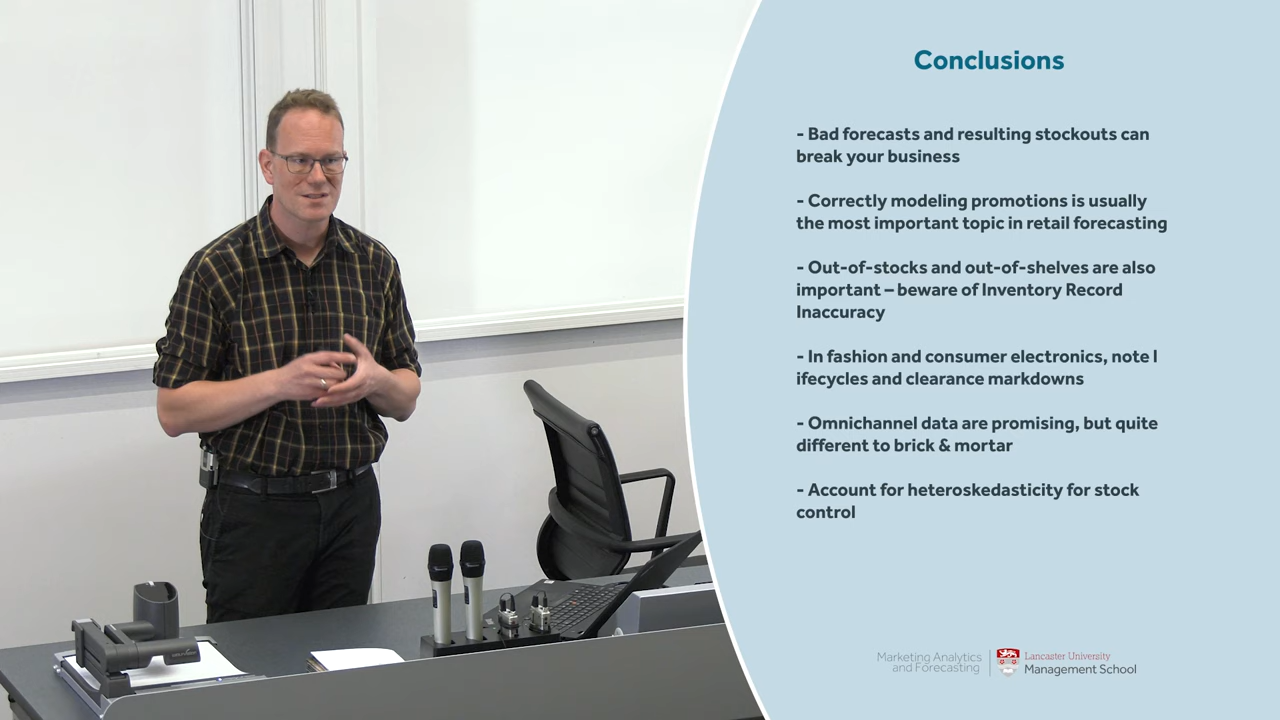 Conclusions
- Bad forecasts and resulting stockouts can
break your business
- Correctly modeling promotions is usually
the most important topic in retail forecasting
- Out-of-stocks and out-of-shelves are also
important – beware of Inventory Record
Inaccuracy
- In fashion and consumer electronics, note l
ifecycles and clearance markdowns
- Omnichannel data are promising, but quite
different to brick & mortar
- Account for heteroskedasticity for stock
control
Marketing Analytics
and Forecasting
Lancaster University
Management School